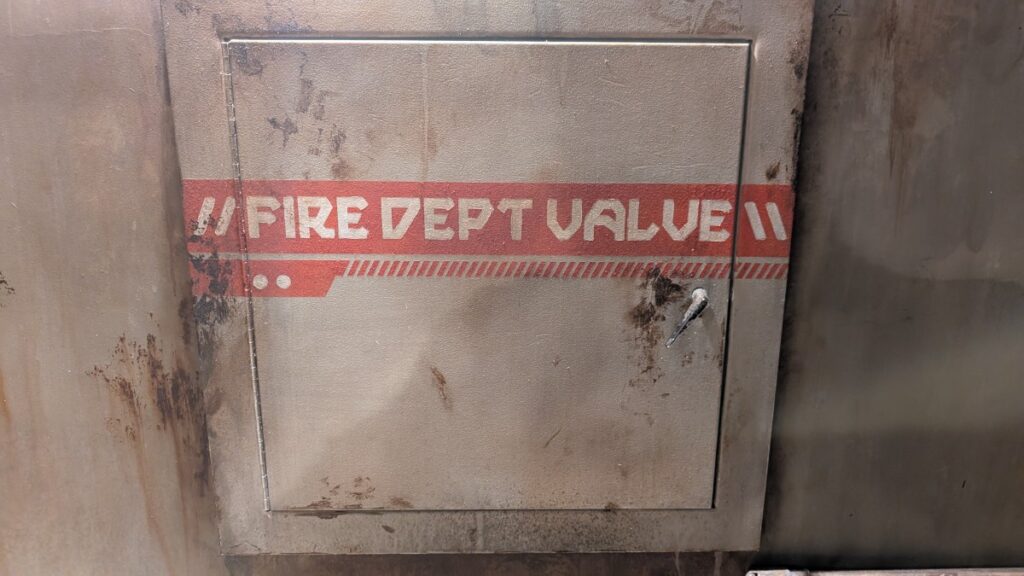 // FIRE DEPT VALVE \\